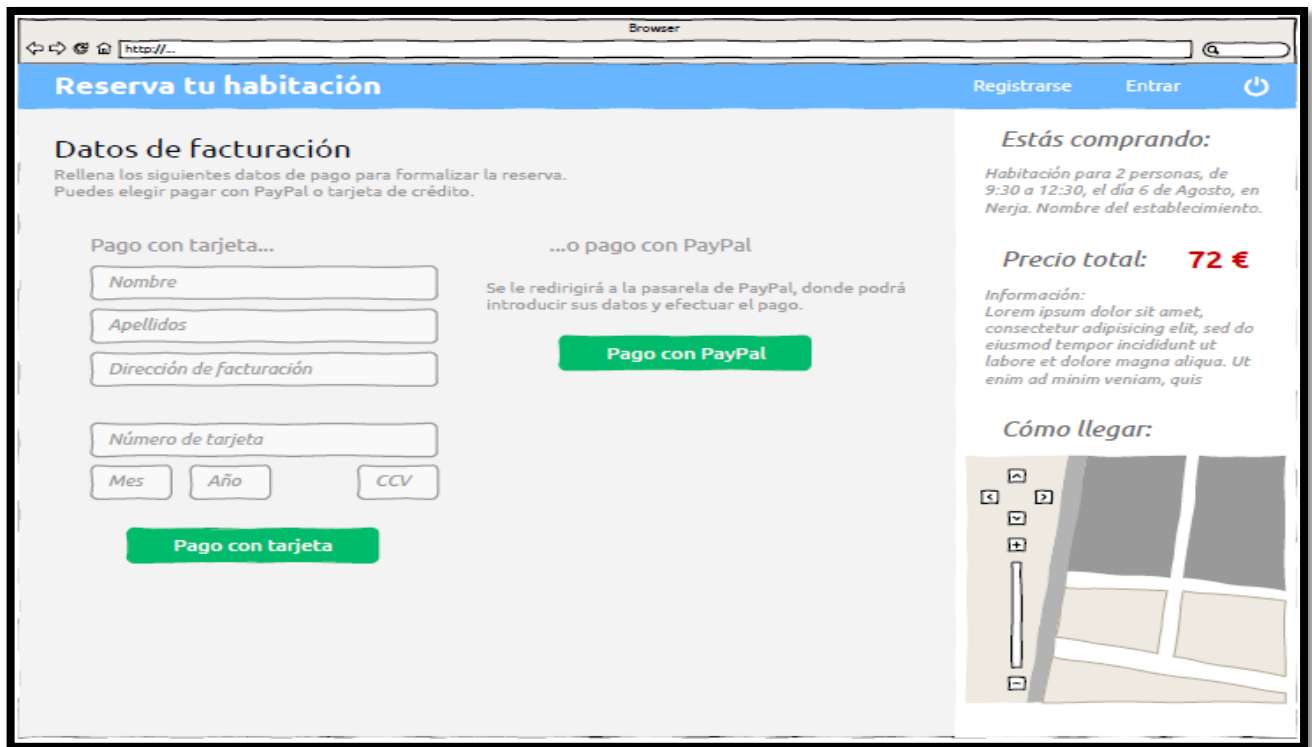 Browser
http://...
Reserva tu habitación
Registrarse
Entrar
Datos de facturación
Rellena los siguientes datos de pago para formalizar la reserva.
Puedes elegir pagar con PayPal o tarjeta de crédito.
Pago con tarjeta...
Nombre
Apellidos
Dirección de facturación
Número de tarjeta
Mes
Año
CCV
Pago con tarjeta
...o pago con PayPal
Se le redirigirá a la pasarela de PayPal, donde podrá
introducir sus datos y efectuar el pago.
Pago con PayPal
Estás comprando:
Habitación para 2 personas, de
9:30 a 12:30, el día 6 de Agosto, en
Nerja. Nombre del establecimiento.
Precio total: 72 €
Información:
Lorem ipsum dolor sit amet,
consectetur adipisicing elit, sed do
eiusmod tempor incididunt ut
labore et dolore magna aliqua. Ut
enim ad minim veniam, quis
Cómo llegar: